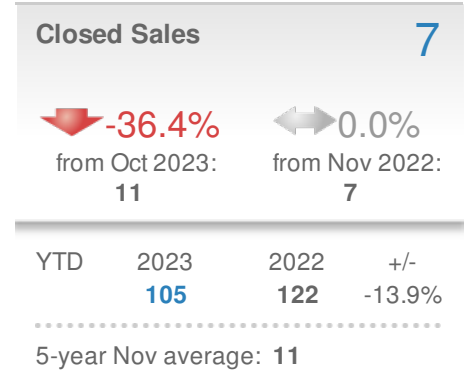 Closed Sales 7
-36.4% 0.0%
from Oct 2023: from Nov 2022:
11 7
YTD 2023 2022 +/-
105 122 -13.9%
5-year Nov average: 11